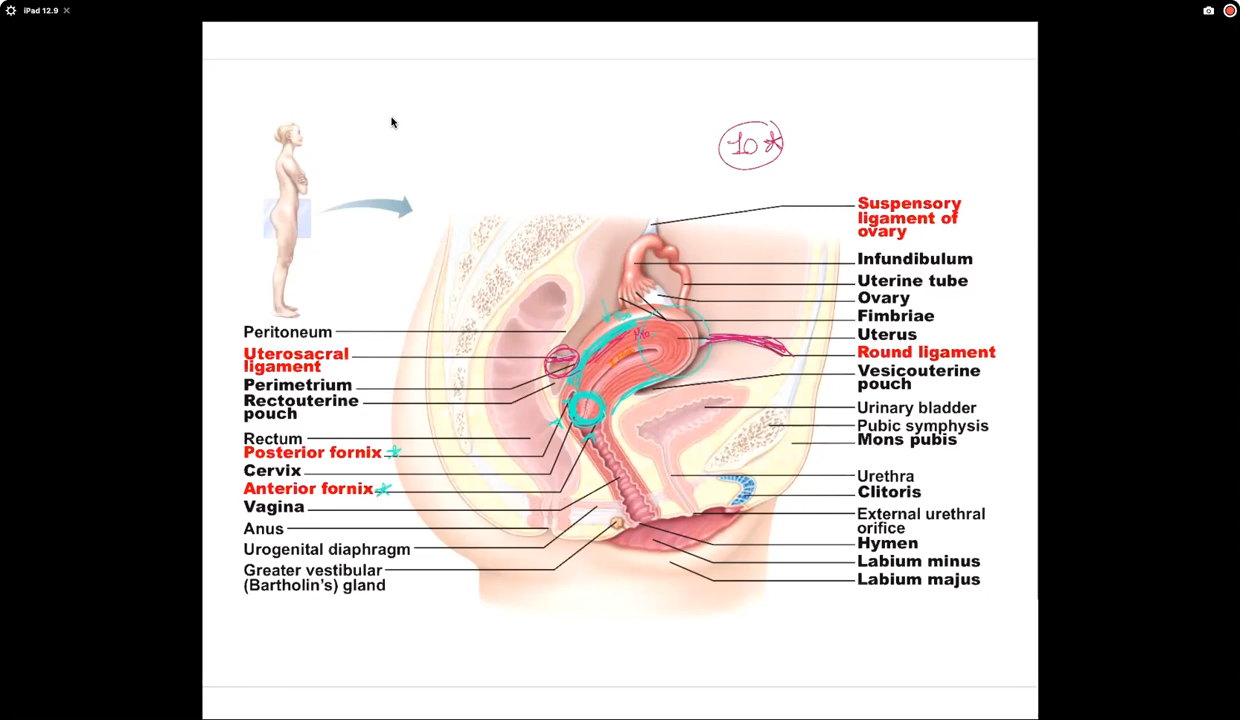 iPad 12.9
10*
Suspensory
ligament of
ovary
Infundibulum
Uterine tube
Ovary
Fimbriae
Uterus
Round ligament
Vesicouterine
pouch
Urinary bladder
Pubic symphysis
Mons pubis
Urethra
Clitoris
External urethral
orifice
Hymen
Labium minus
Labium majus
Peritoneum
Uterosacral
ligament
Perimetrium
Rectouterine
pouch
Rectum
Posterior fornix
Cervix
Anterior fornix
Vagina
Anus
Urogenital diaphragm
Greater vestibular
(Bartholin's) gland